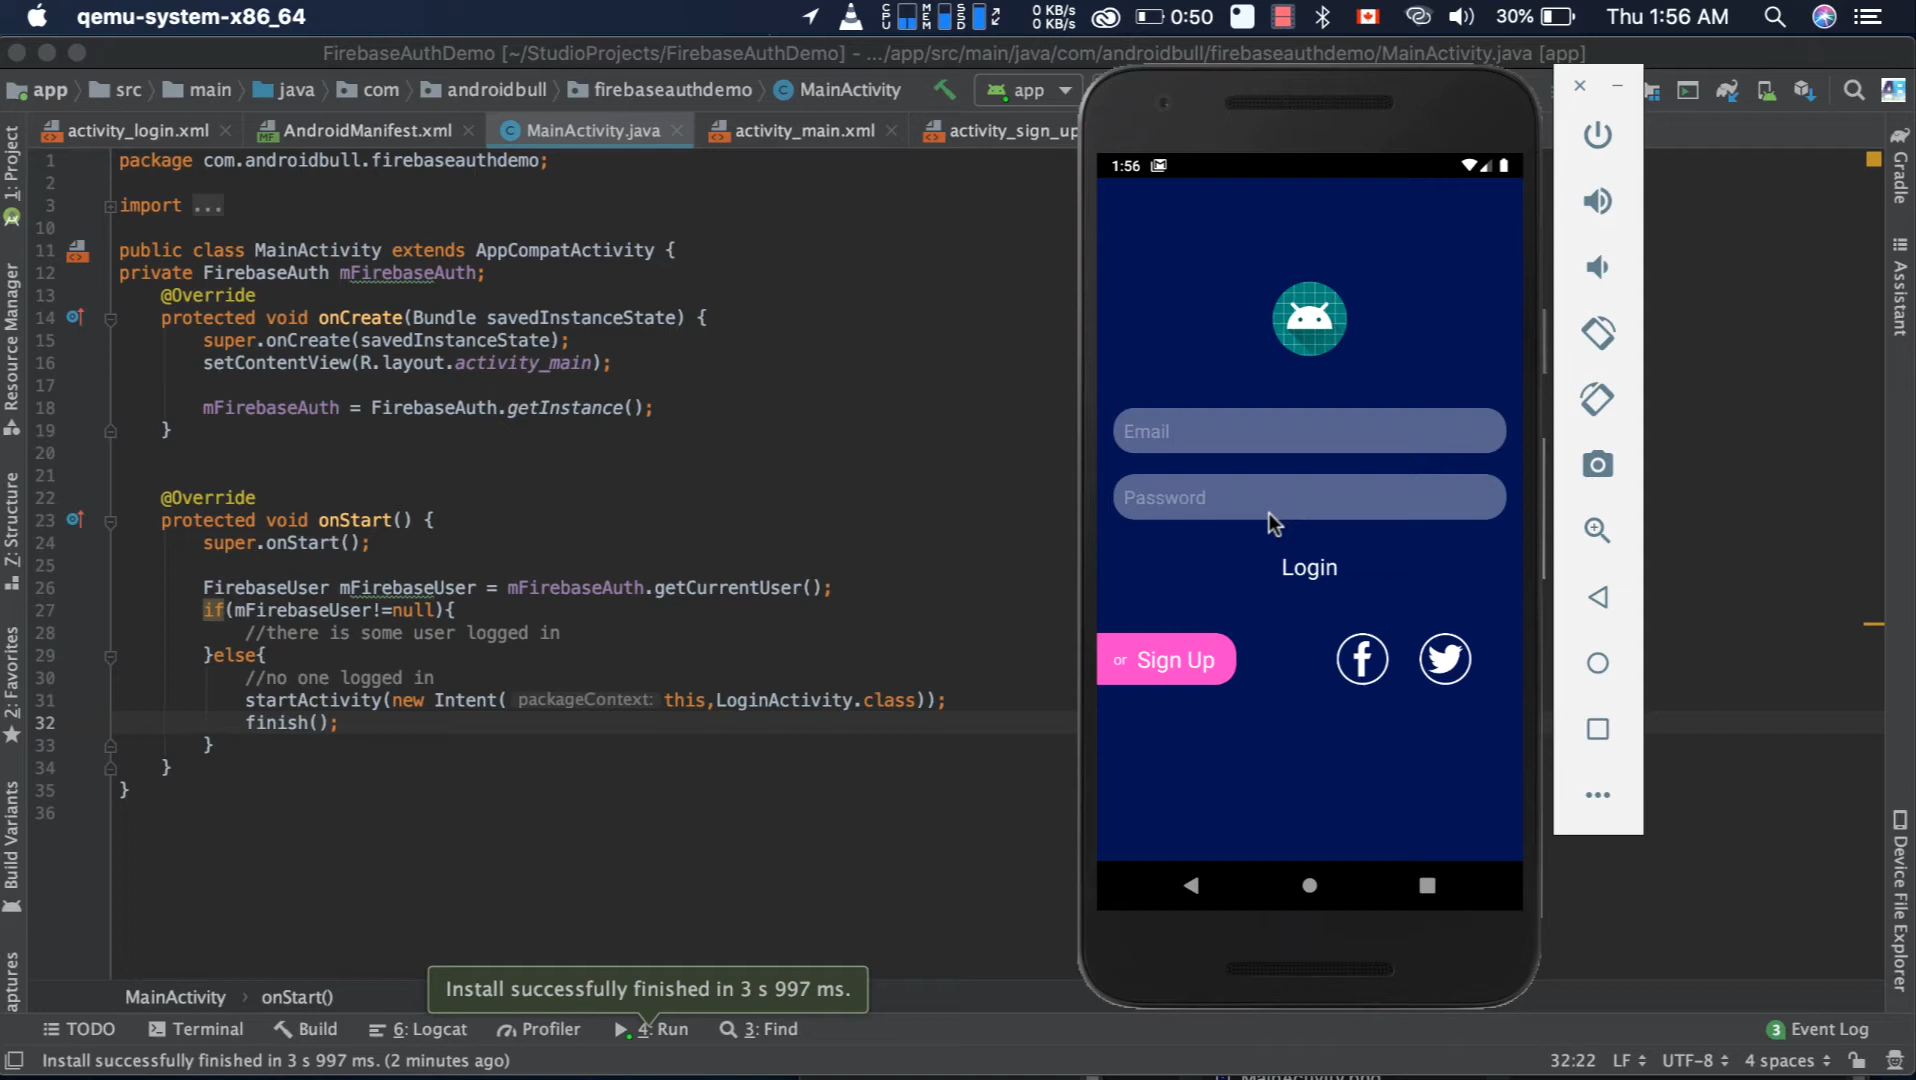 qemu-system-x86_64
CPU
MEM
SSD
0 KB/s
0 KB/s
0:50
30%
Thu 1:56 AM
FirebaseAuthDemo [~/StudioProjects/FirebaseAuthDemo] - .../app/src/main/java/com/androidbull/firebaseauthdemo/MainActivity.java [app]
app
src
main
java
com
androidbull
firebaseauthdemo
MainActivity
app
activity_login.xml
AndroidManifest.xml
MainActivity.java
activity_main.xml
activity_sign_up
1: Project
Resource Manager
Z: Structure
2: Favorites
Build Variants
aptures
1 package com.androidbull.firebaseauthdemo;
2
3 import ...
10
11 public class MainActivity extends AppCompatActivity {
12 private FirebaseAuth mFirebaseAuth;
13 @Override
14 protected void onCreate(Bundle savedInstanceState) {
15 super.onCreate(savedInstanceState);
16 setContentView(R.layout.activity_main);
17
18 mFirebaseAuth = FirebaseAuth.getInstance();
19 }
20
21
22 @Override
23 protected void onStart() {
24 super.onStart();
25
26 FirebaseUser mFirebaseUser = mFirebaseAuth.getCurrentUser();
27 if(mFirebaseUser!=null){
28 //there is some user logged in
29 }else{
30 //no one logged in
31 startActivity(new Intent( packageContext: this,LoginActivity.class));
32 finish();
33 }
34 }
35 }
36
1:56
Email
Password
Login
or Sign Up
Gradle
Assistant
Device File Explorer
MainActivity
onStart()
Install successfully finished in 3 s 997 ms.
TODO
Terminal
Build
6: Logcat
Profiler
4: Run
3: Find
3 Event Log
Install successfully finished in 3 s 997 ms. (2 minutes ago)
32:22
LF
UTF-8
4 spaces